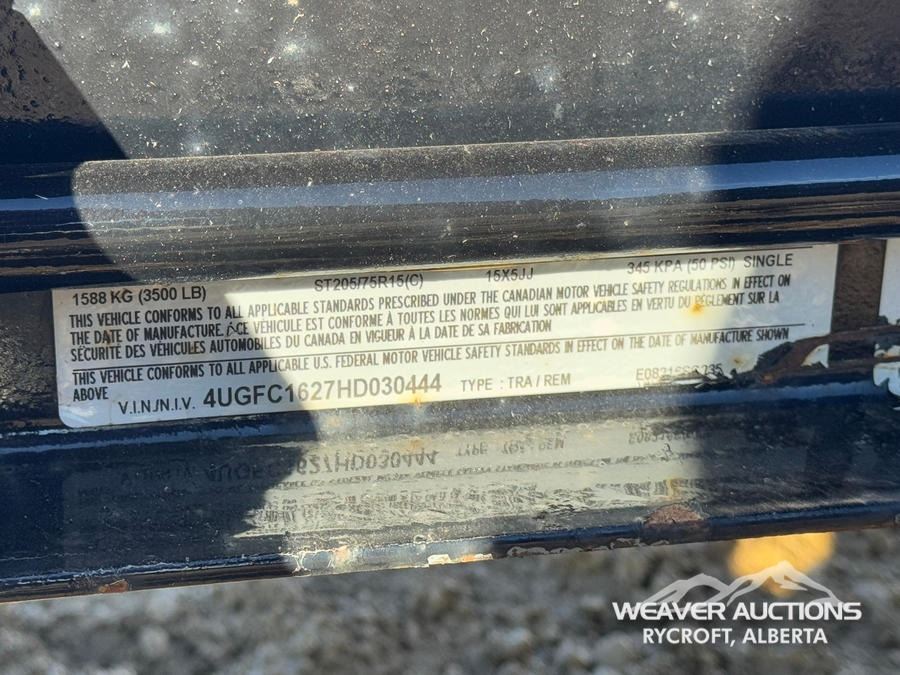 1588 KG (3500 LB) ST205/75R15(C) 15X5JJ 345 KPA (50 PSI) SINGLE
THIS VEHICLE CONFORMS TO ALL APPLICABLE STANDARDS PRESCRIBED UNDER THE CANADIAN MOTOR VEHICLE SAFETY REGULATIONS IN EFFECT ON
THE DATE OF MANUFACTURE. / CE VÉHICULE EST CONFORME À TOUTES LES NORMES QUI LUI SONT APPLICABLES EN VERTU DU RÈGLEMENT SUR LA
SÉCURITÉ DES VÉHICULES AUTOMOBILES DU CANADA EN VIGUEUR À LA DATE DE SA FABRICATION
THIS VEHICLE CONFORMS TO ALL APPLICABLE U.S. FEDERAL MOTOR VEHICLE SAFETY STANDARDS IN EFFECT ON THE DATE OF MANUFACTURE SHOWN
ABOVE
V.I.N./N.I.V. 4UGFC1627HD030444 TYPE : TRA / REM
WEAVER AUCTIONS
RYCROFT, ALBERTA